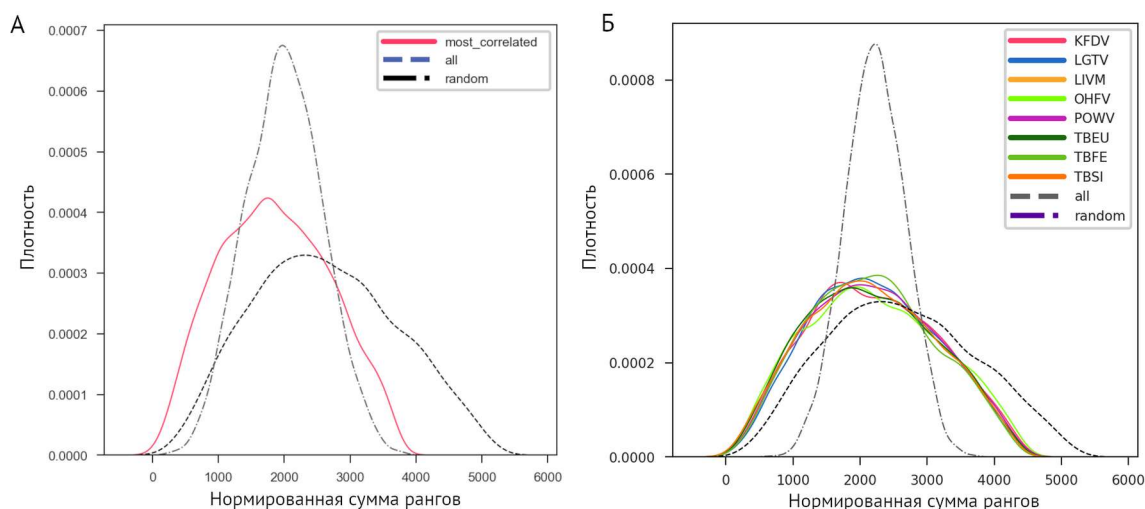 А
Плотность
0.0007
0.0006
0.0005
0.0004
0.0003
0.0002
0.0001
0.0000
most_correlated
all
random
0 1000 2000 3000 4000 5000 6000
Нормированная сумма рангов
Б
Плотность
0.0008
0.0006
0.0004
0.0002
0.0000
KFDV
LGTV
LIVM
OHFV
POWV
TBEU
TBFE
TBSI
all
random
0 1000 2000 3000 4000 5000 6000
Нормированная сумма рангов